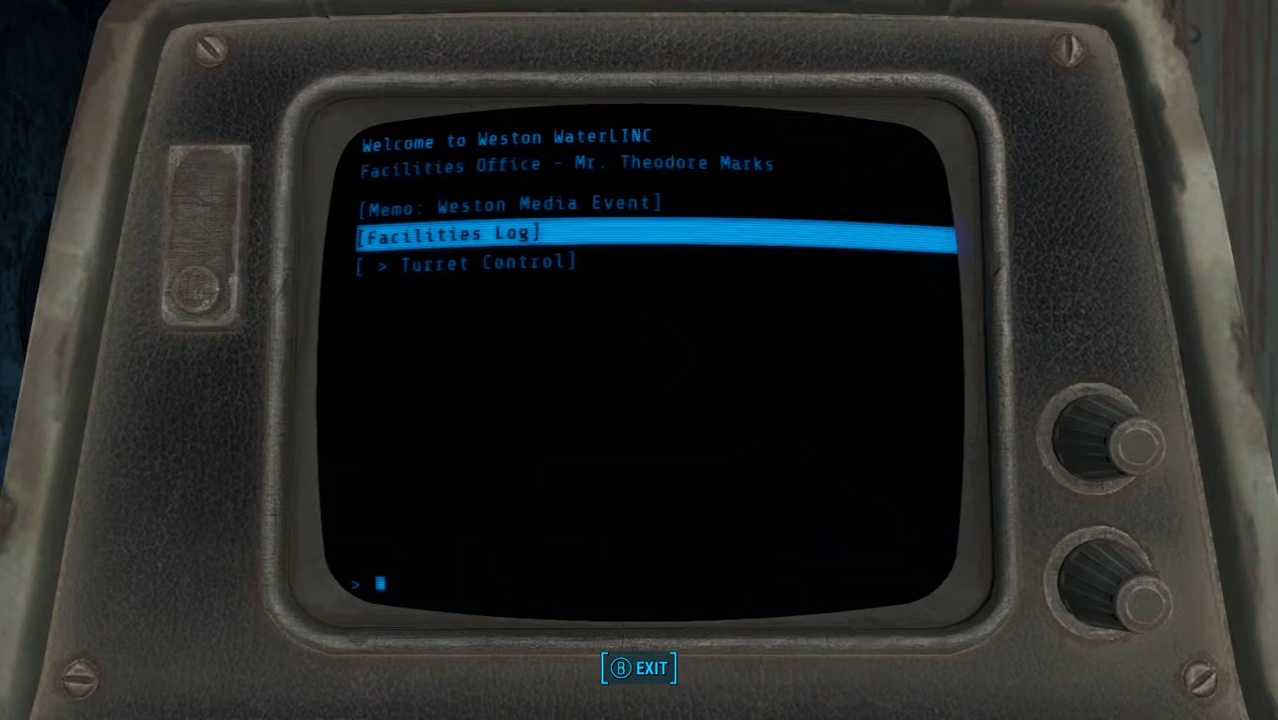 Welcome to Weston WaterLINC
Facilities Office - Mr. Theodore Marks
[Memo: Weston Media Event]
[Facilities Log]
[ > Turret Control]
>
[Ⓑ EXIT]